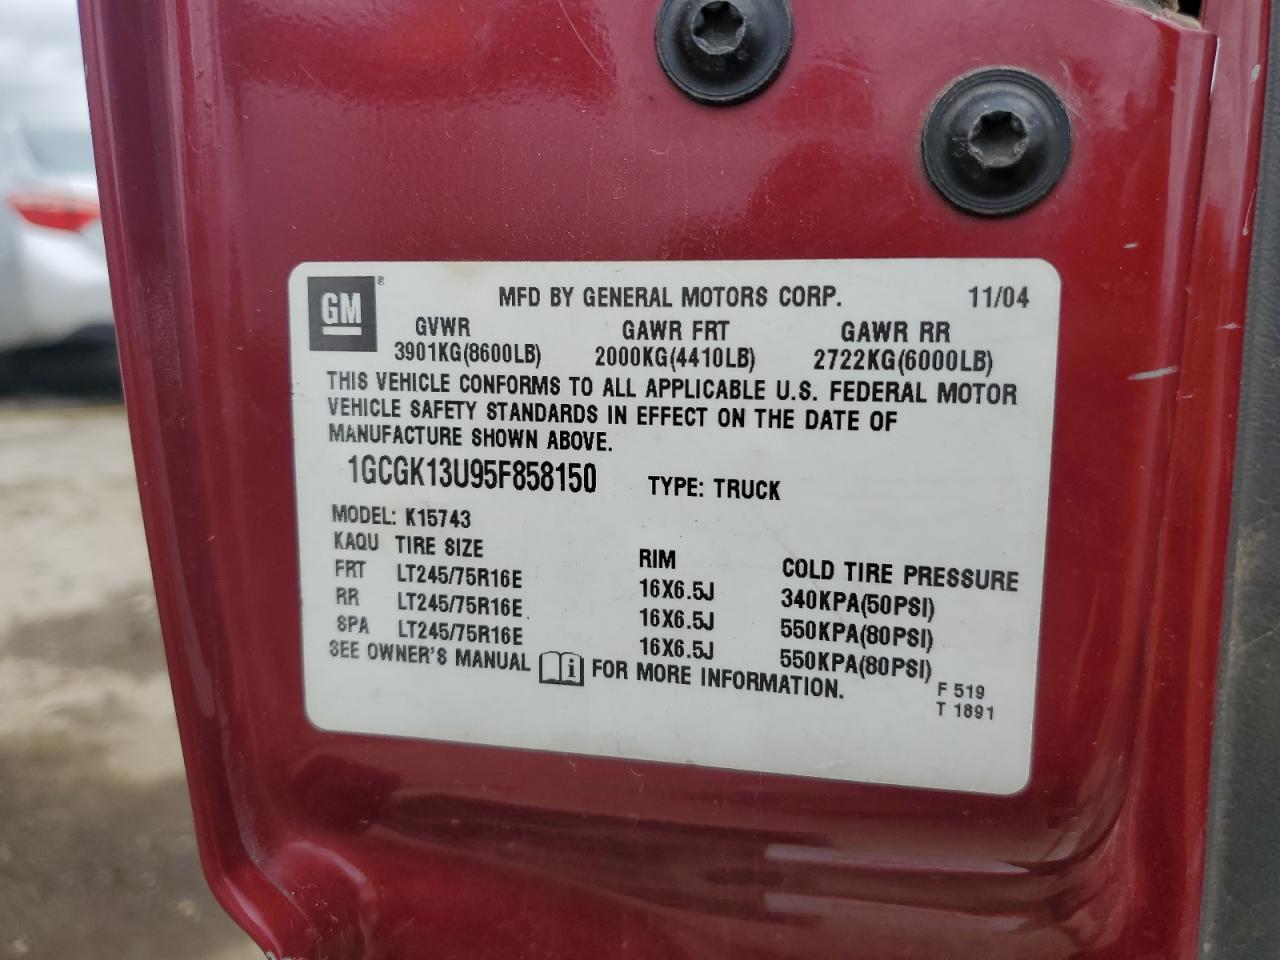 GM ® MFD BY GENERAL MOTORS CORP. 11/04
GVWR GAWR FRT GAWR RR
3901KG(8600LB) 2000KG(4410LB) 2722KG(6000LB)
THIS VEHICLE CONFORMS TO ALL APPLICABLE U.S. FEDERAL MOTOR
VEHICLE SAFETY STANDARDS IN EFFECT ON THE DATE OF
MANUFACTURE SHOWN ABOVE.
1GCGK13U95F858150 TYPE: TRUCK
MODEL: K15743
KAQU TIRE SIZE RIM COLD TIRE PRESSURE
FRT LT245/75R16E 16X6.5J 340KPA(50PSI)
RR LT245/75R16E 16X6.5J 550KPA(80PSI)
SPA LT245/75R16E 16X6.5J 550KPA(80PSI)
SEE OWNER'S MANUAL i FOR MORE INFORMATION.
F 519
T 1891